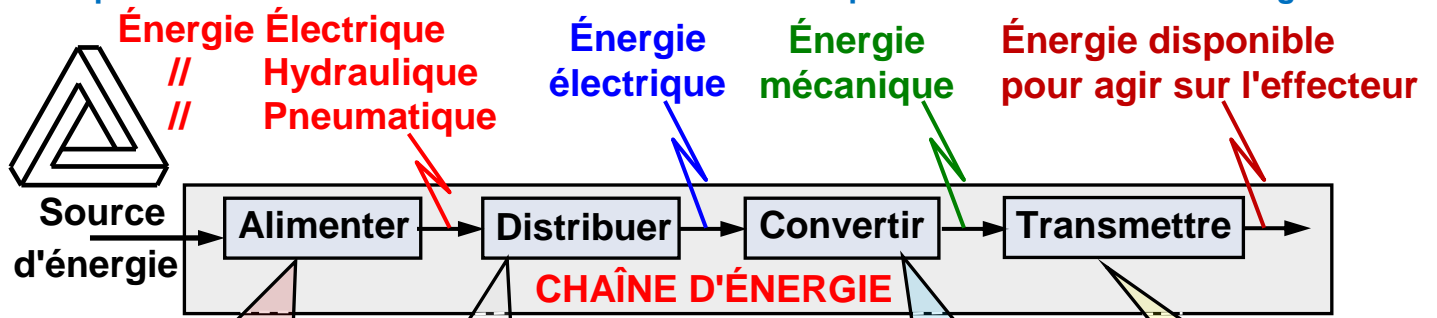 Énergie Électrique
// Hydraulique
// Pneumatique
Énergie
électrique
Énergie
mécanique
Énergie disponible
pour agir sur l'effecteur
Source
d'énergie
Alimenter
Distribuer
Convertir
Transmettre
CHAÎNE D'ÉNERGIE